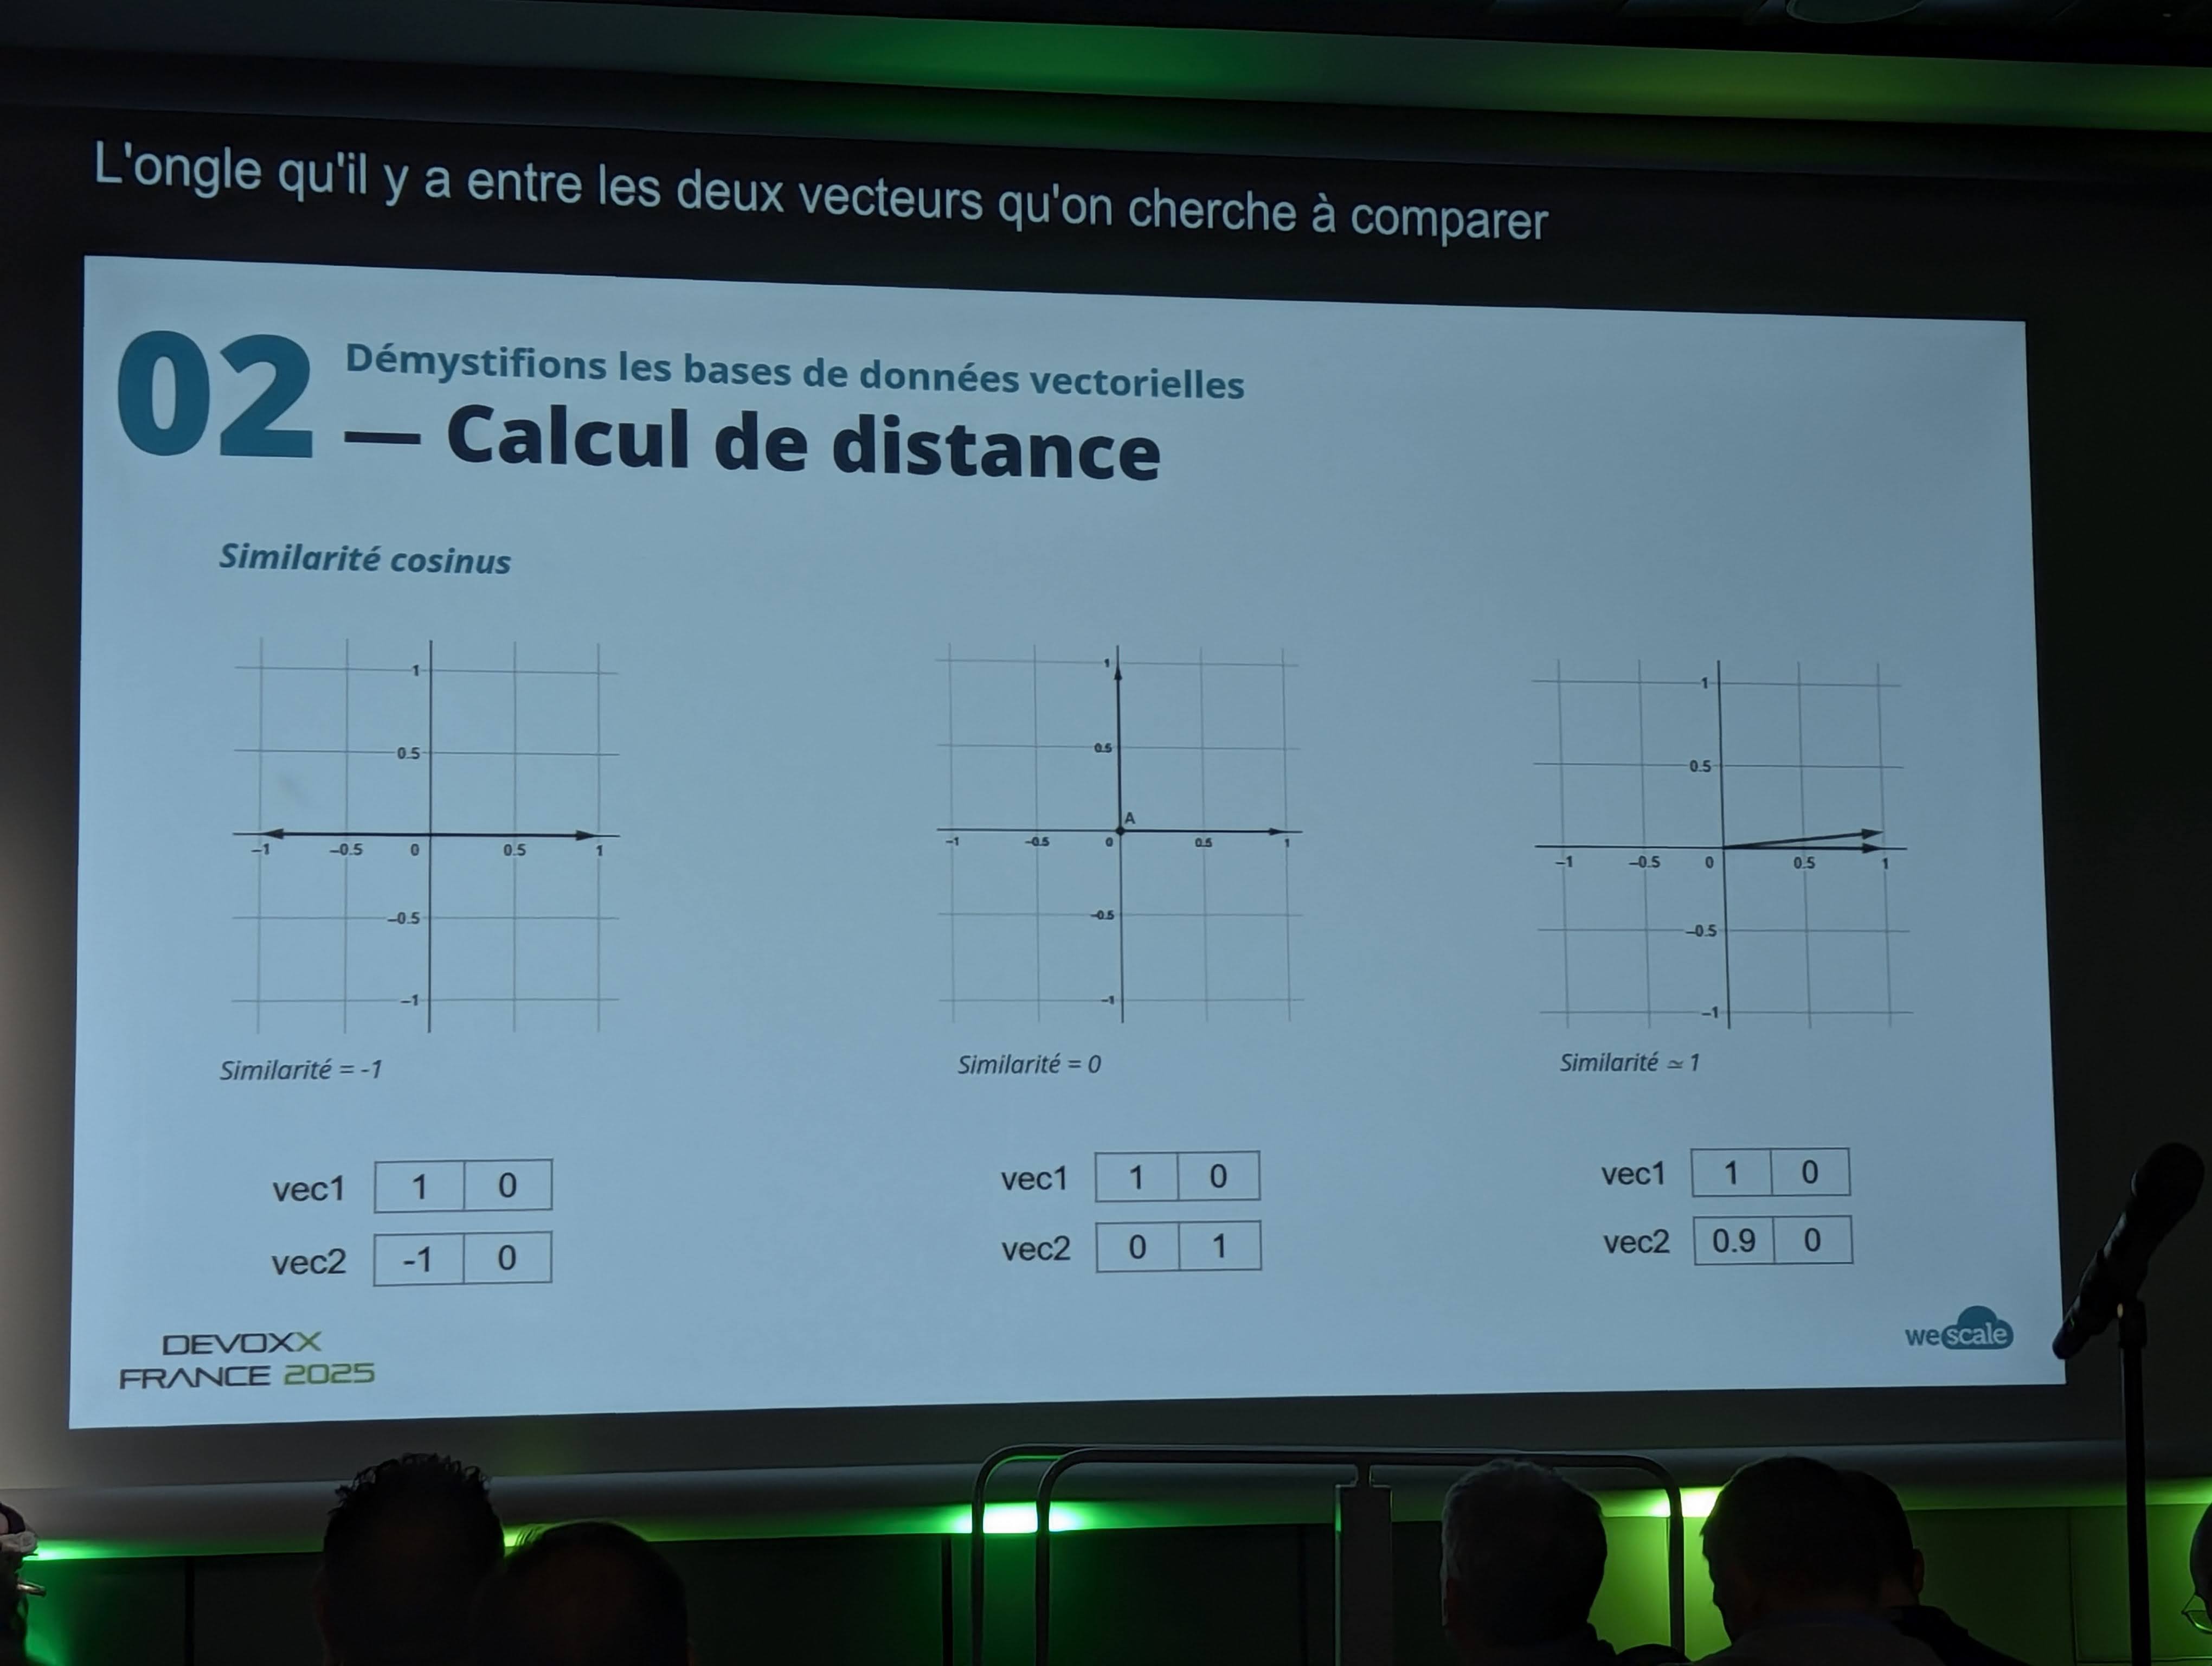 L'ongle qu'il y a entre les deux vecteurs qu'on cherche à comparer
02
Démystifions les bases de données vectorielles
— Calcul de distance
Similarité cosinus
1
0.5
-1 -0.5 0 0.5 1
-0.5
-1
Similarité = -1
vec1 1 0
vec2 -1 0
1
0.5
A
-1 -0.5 0 0.5 1
-0.5
-1
Similarité = 0
vec1 1 0
vec2 0 1
1
0.5
-1 -0.5 0 0.5 1
-0.5
-1
Similarité ≃ 1
vec1 1 0
vec2 0.9 0
DEVOXX
FRANCE 2025
wescale